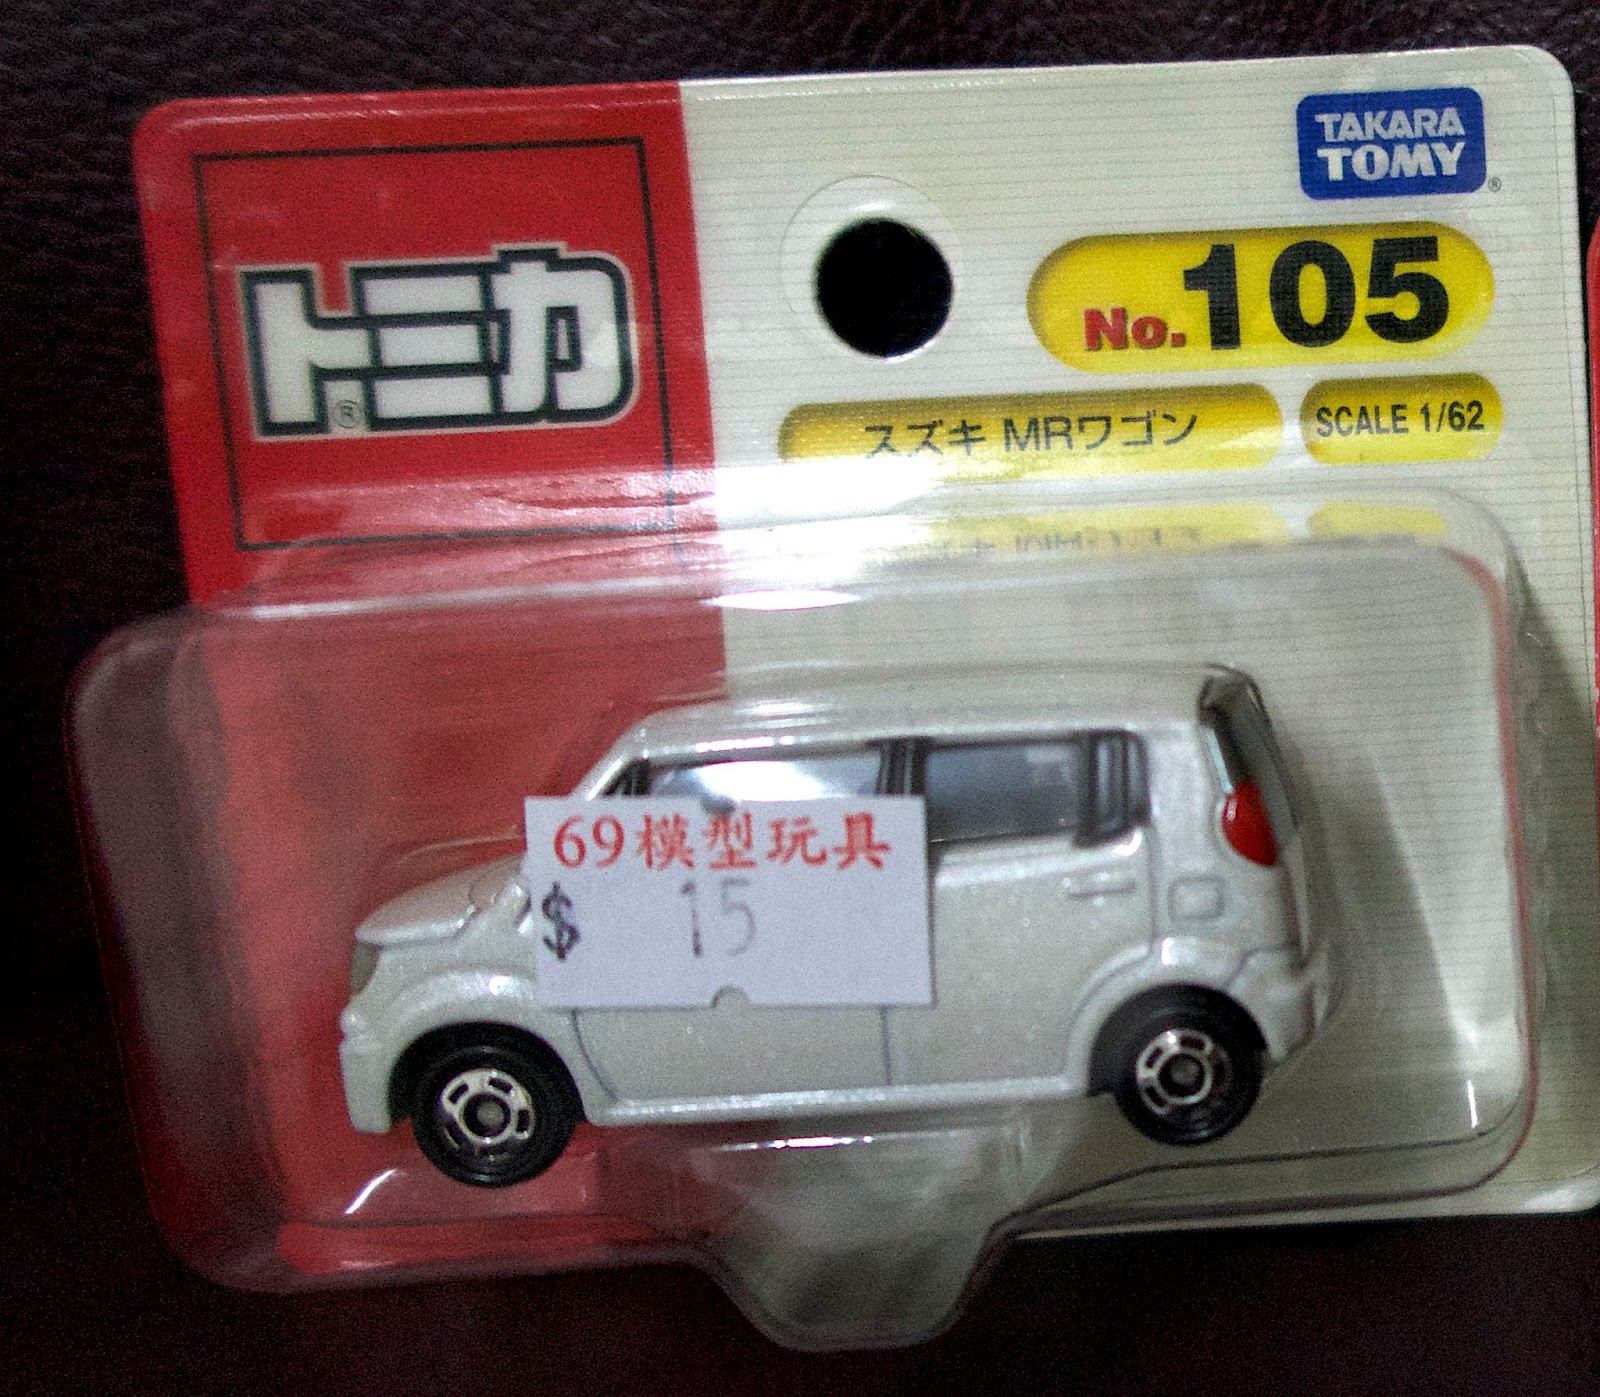 TAKARA
TOMY®
トミカ®
No.105
スズキ MRワゴン
SCALE 1/62
69模型玩具
$ 15